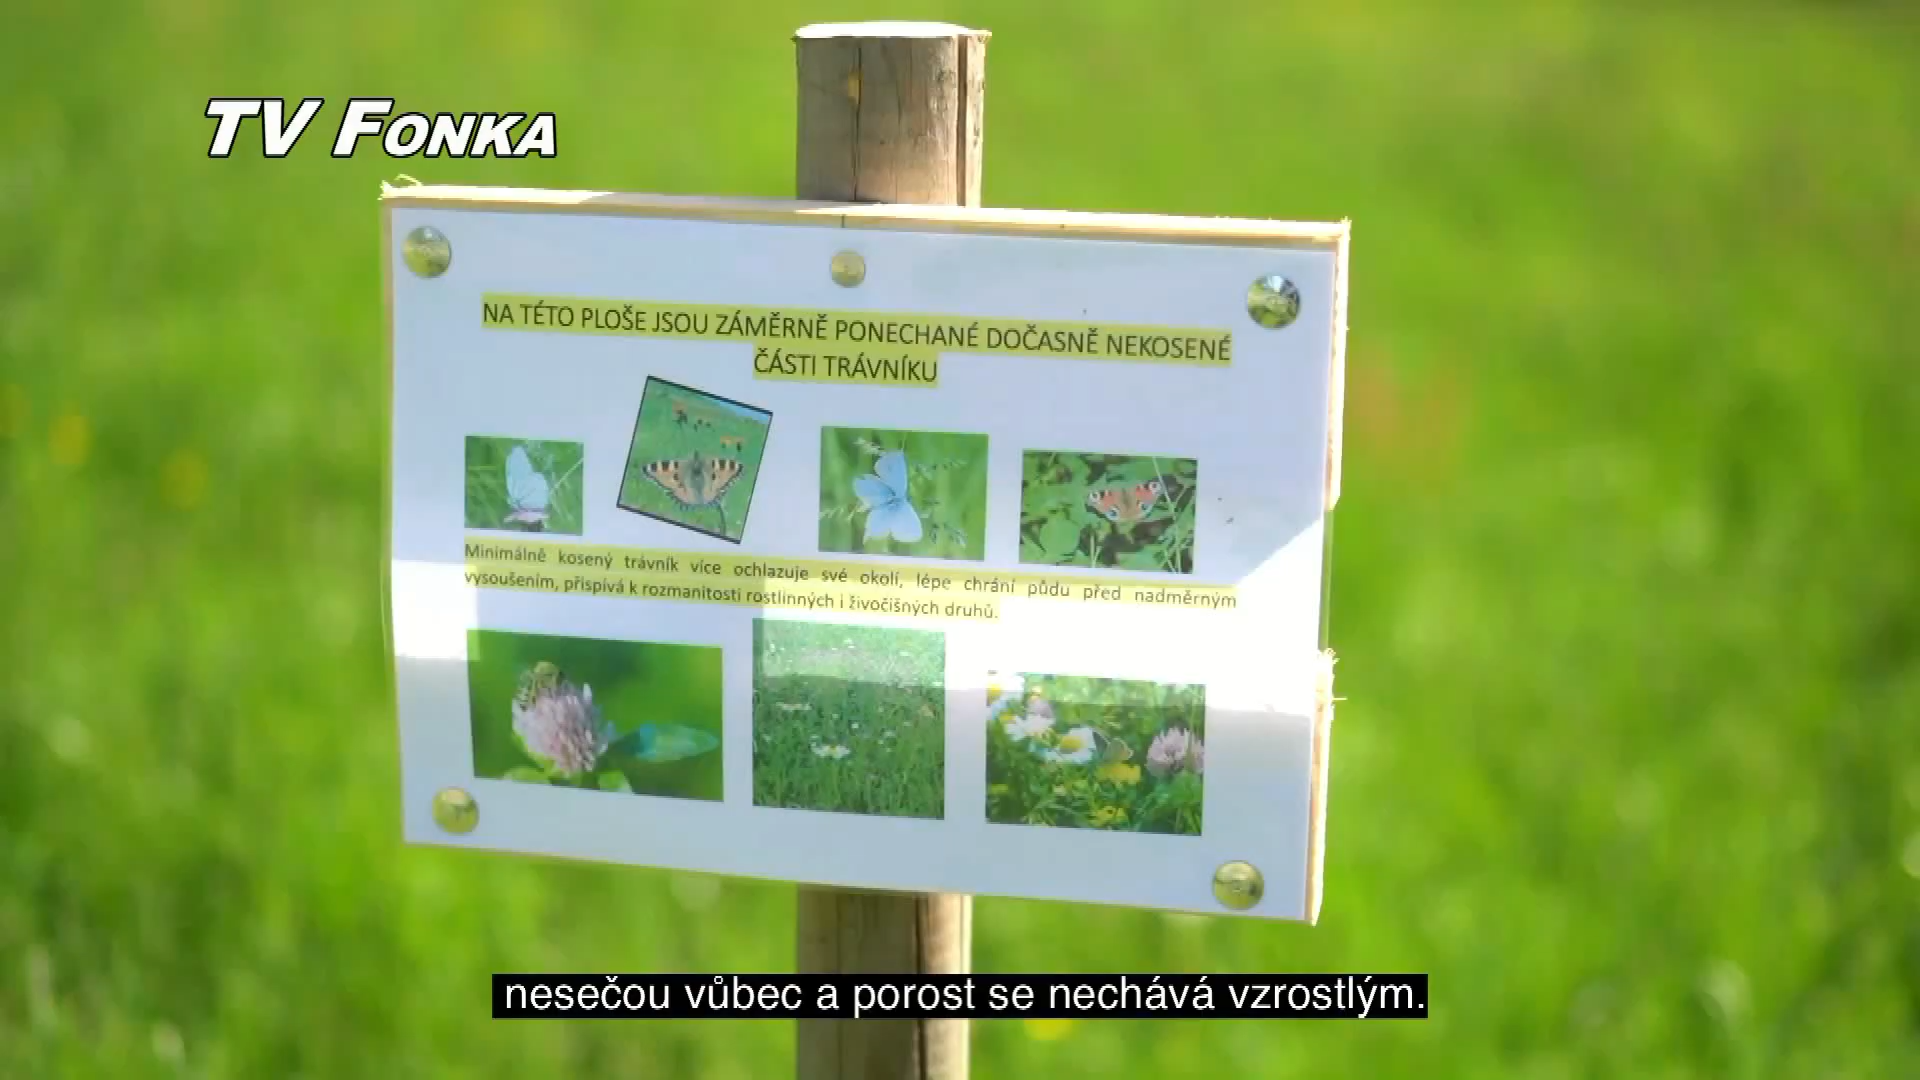 TV FONKA
NA TÉTO PLOŠE JSOU ZÁMĚRNĚ PONECHANÉ DOČASNĚ NEKOSENÉ
ČÁSTI TRÁVNÍKU
Minimálně kosený trávník více ochlazuje své okolí, lépe chrání půdu před nadměrným
vysoušením, přispívá k rozmanitosti rostlinných i živočišných druhů.
nesečou vůbec a porost se nechává vzrostlým.